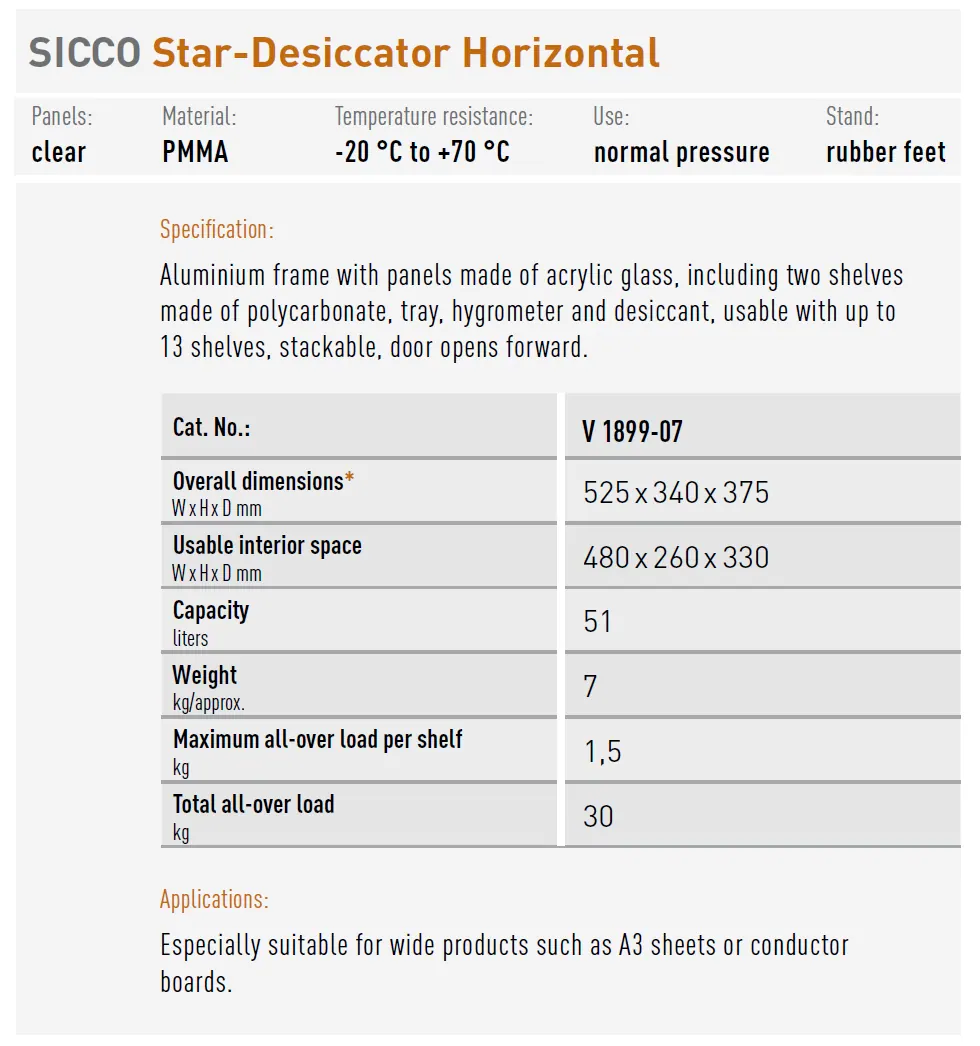 SICCO Star-Desiccator Horizontal
Panels: Material: Temperature resistance: Use: Stand:
clear PMMA -20 °C to +70 °C normal pressure rubber feet
Specification:
Aluminium frame with panels made of acrylic glass, including two shelves
made of polycarbonate, tray, hygrometer and desiccant, usable with up to
13 shelves, stackable, door opens forward.
Cat. No.: V 1899-07
Overall dimensions* 525 x 340 x 375
W x H x D mm
Usable interior space 480 x 260 x 330
W x H x D mm
Capacity 51
liters
Weight 7
kg/approx.
Maximum all-over load per shelf 1,5
kg
Total all-over load 30
kg
Applications:
Especially suitable for wide products such as A3 sheets or conductor
boards.